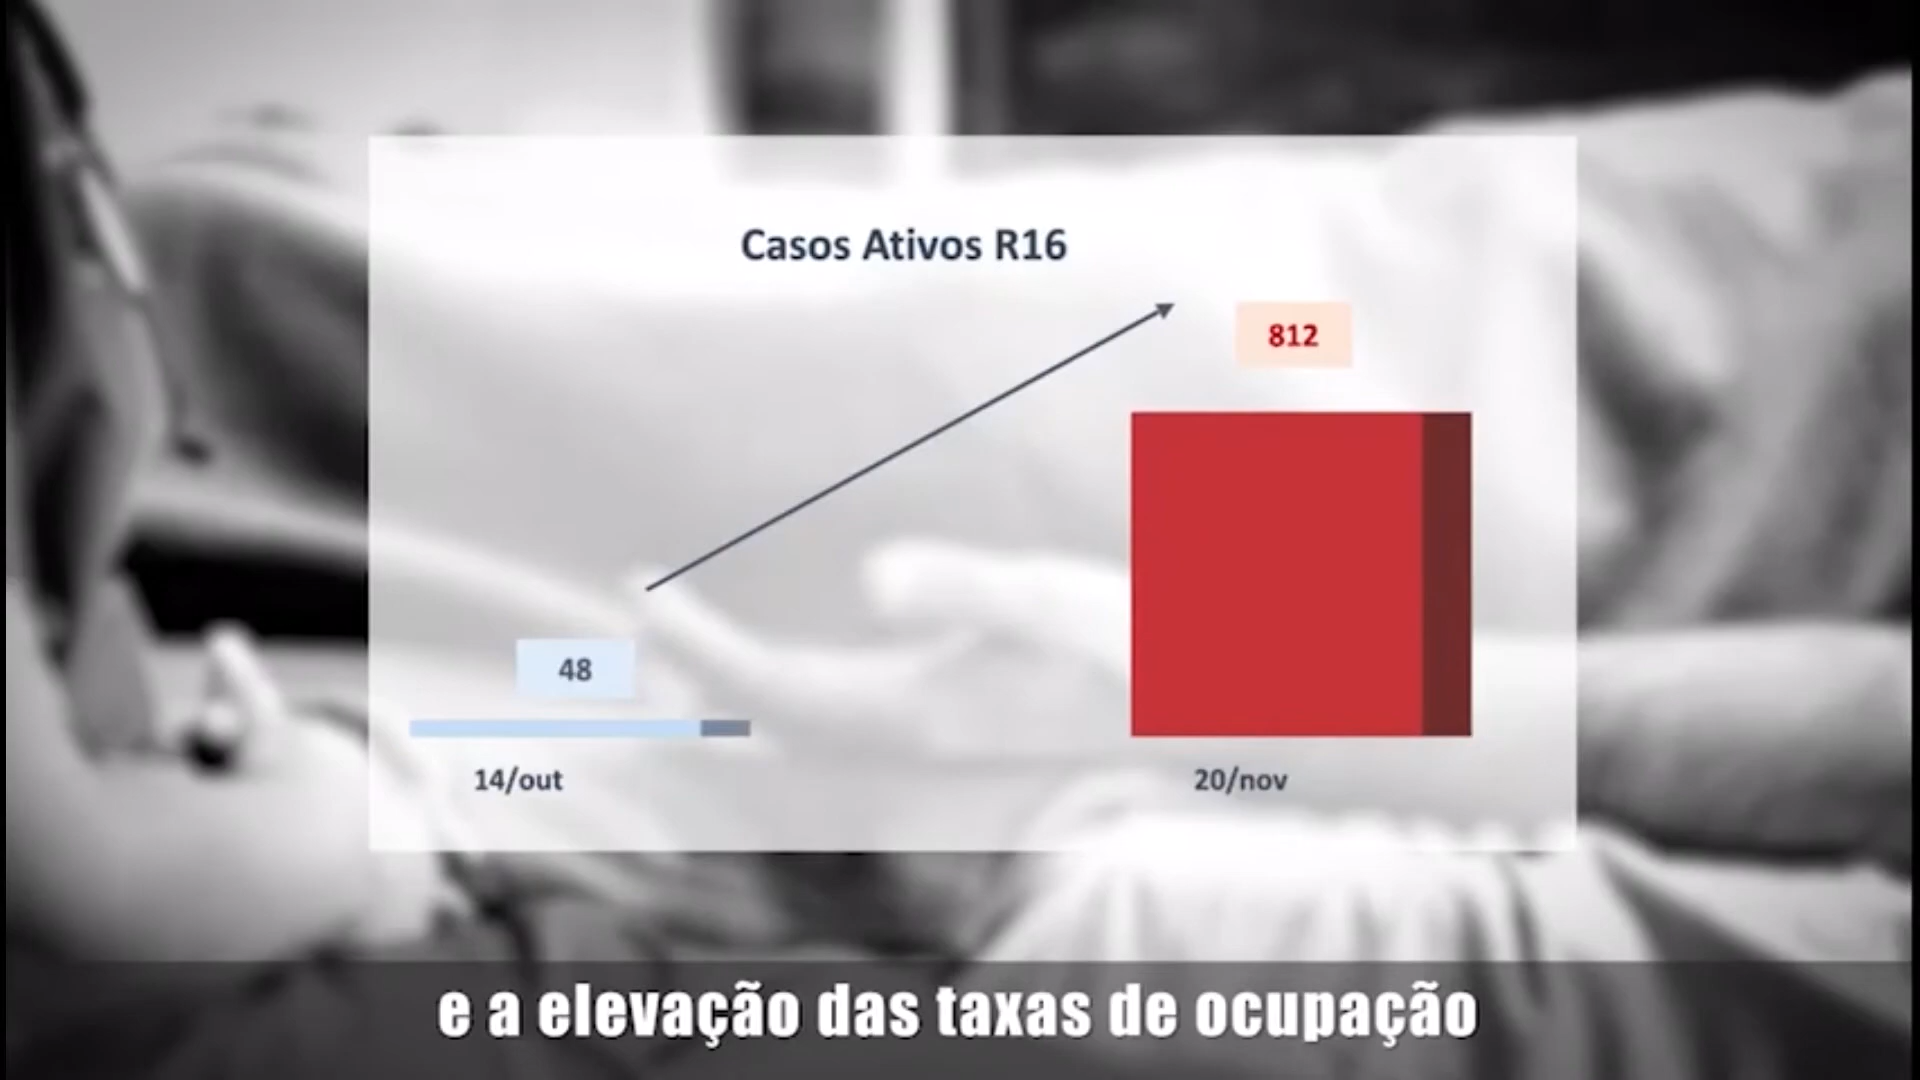 Casos Ativos R16
812
48
14/out
20/nov
e a elevação das taxas de ocupação